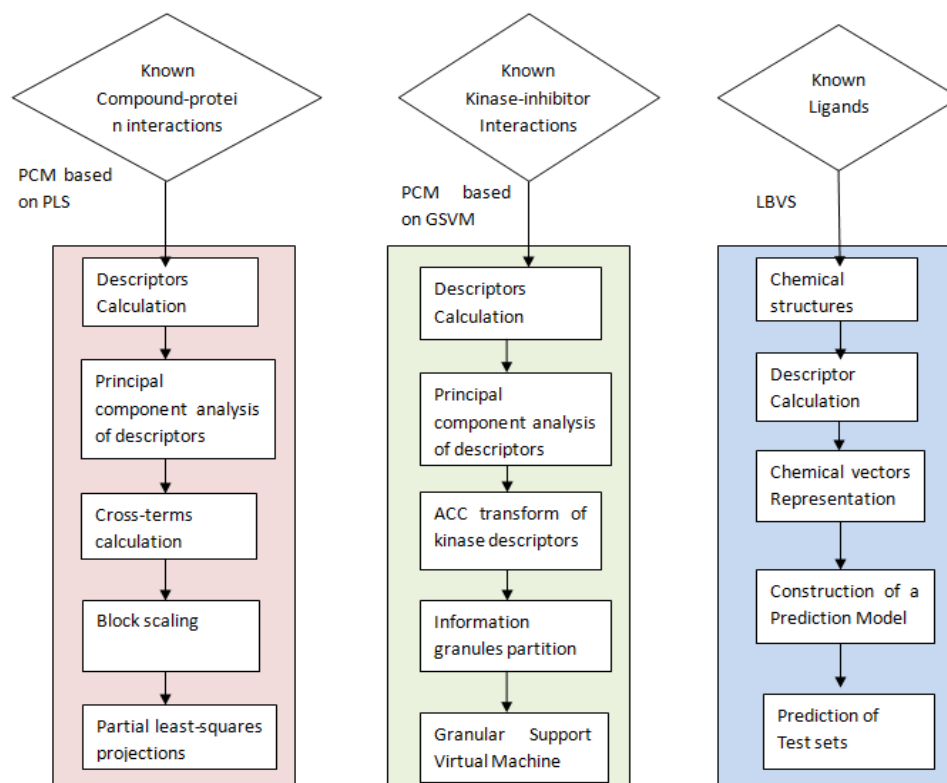 Known
Compound-protei
n interactions
PCM based
on PLS
Descriptors
Calculation
Principal
component analysis
of descriptors
Cross-terms
calculation
Block scaling
Partial least-squares
projections
Known
Kinase-inhibitor
Interactions
PCM based
on GSVM
Descriptors
Calculation
Principal
component analysis
of descriptors
ACC transform of
kinase descriptors
Information
granules partition
Granular Support
Virtual Machine
Known
Ligands
LBVS
Chemical
structures
Descriptor
Calculation
Chemical vectors
Representation
Construction of a
Prediction Model
Prediction of
Test sets